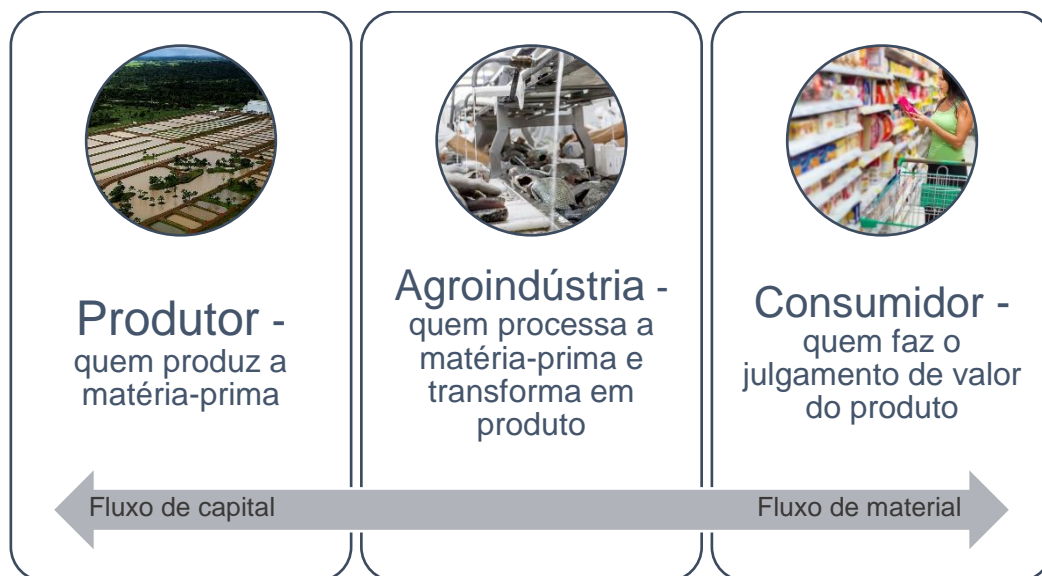 Produtor -
quem produz a
matéria-prima
Agroindústria -
quem processa a
matéria-prima e
transforma em
produto
Consumidor -
quem faz o
julgamento de valor
do produto
Fluxo de capital
Fluxo de material